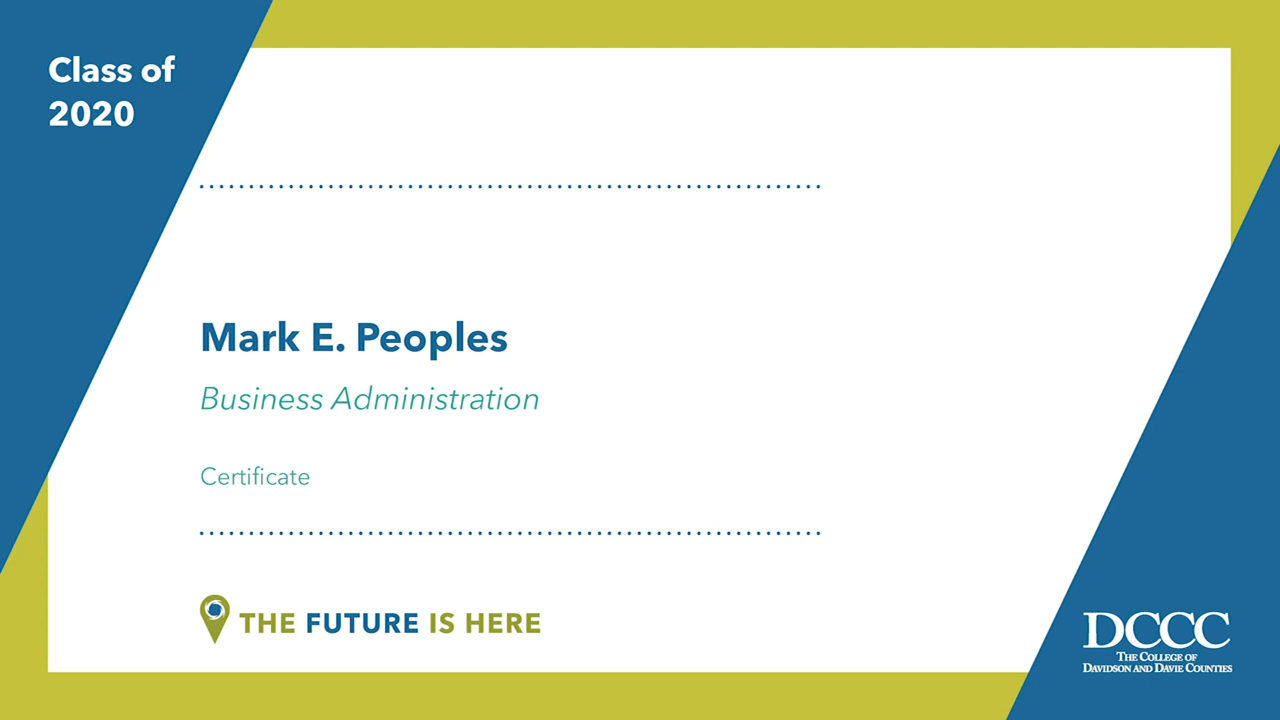 Class of
2020
Mark E. Peoples
Business Administration
Certificate
THE FUTURE IS HERE
DCCC
THE COLLEGE OF
DAVIDSON AND DAVIE COUNTIES